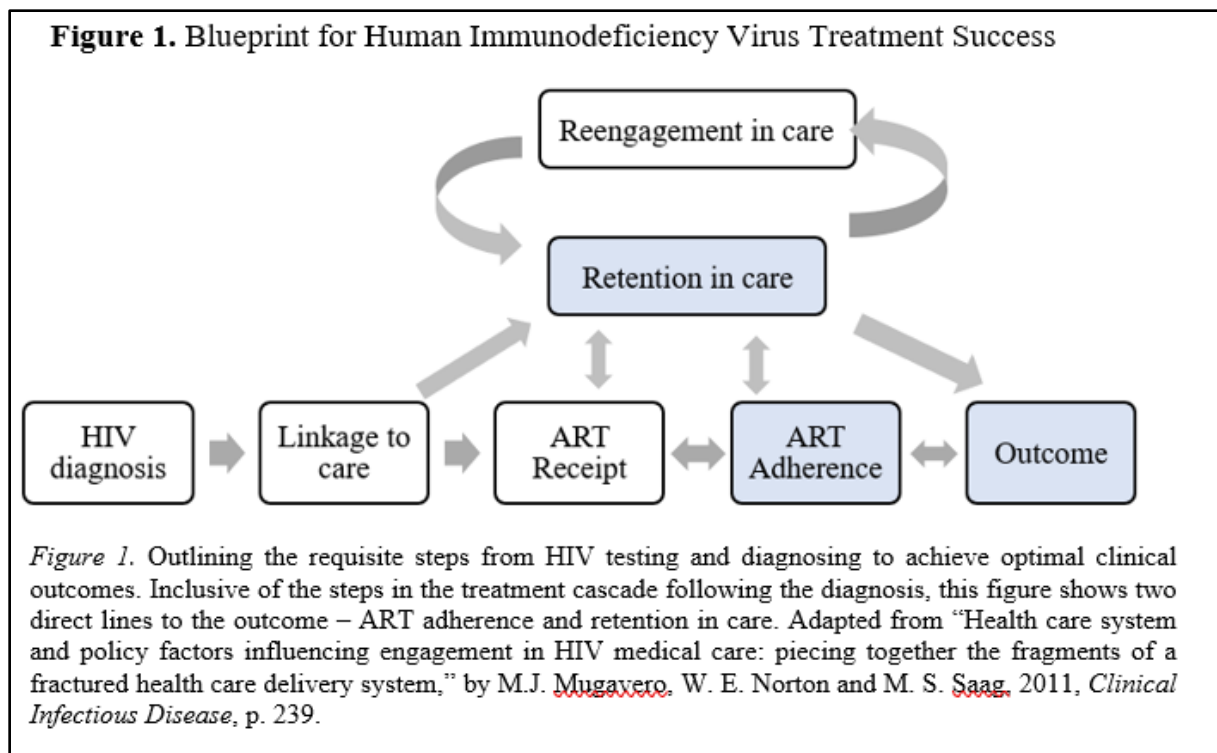 Figure 1. Blueprint for Human Immunodeficiency Virus Treatment Success
Reengagement in care
Retention in care
HIV
diagnosis
Linkage to
care
ART
Receipt
ART
Adherence
Outcome
Figure 1. Outlining the requisite steps from HIV testing and diagnosing to achieve optimal clinical
outcomes. Inclusive of the steps in the treatment cascade following the diagnosis, this figure shows two
direct lines to the outcome – ART adherence and retention in care. Adapted from “Health care system
and policy factors influencing engagement in HIV medical care: piecing together the fragments of a
fractured health care delivery system,” by M.J. Mugavero, W. E. Norton and M. S. Saag, 2011, Clinical
Infectious Disease, p. 239.